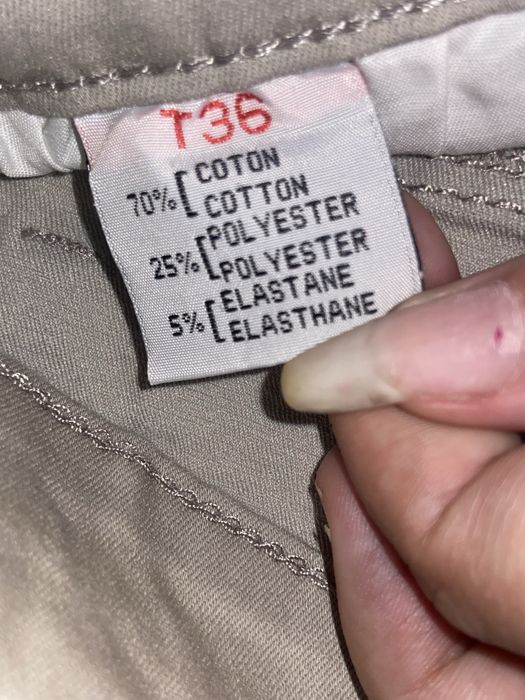 T36
70% [ COTON
COTTON
25% [ POLYESTER
POLYESTER
5% [ ELASTANE
ELASTHANE